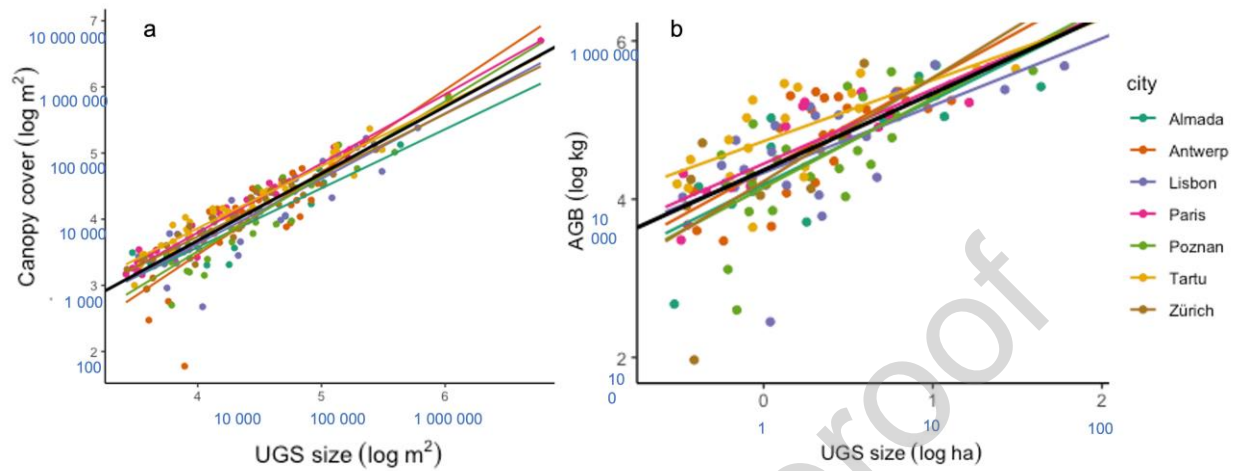 a
7
10 000 000
6
1 000 000
5
100 000
4
10 000
3
1 000
2
100
Canopy cover (log m²)
4
5
6
10 000
100 000
1 000 000
UGS size (log m²)
b
6
1 000 000
4
10
000
2
10
0
AGB (log kg)
0
1
2
1
10
100
UGS size (log ha)
city
Almada
Antwerp
Lisbon
Paris
Poznan
Tartu
Zürich
proof